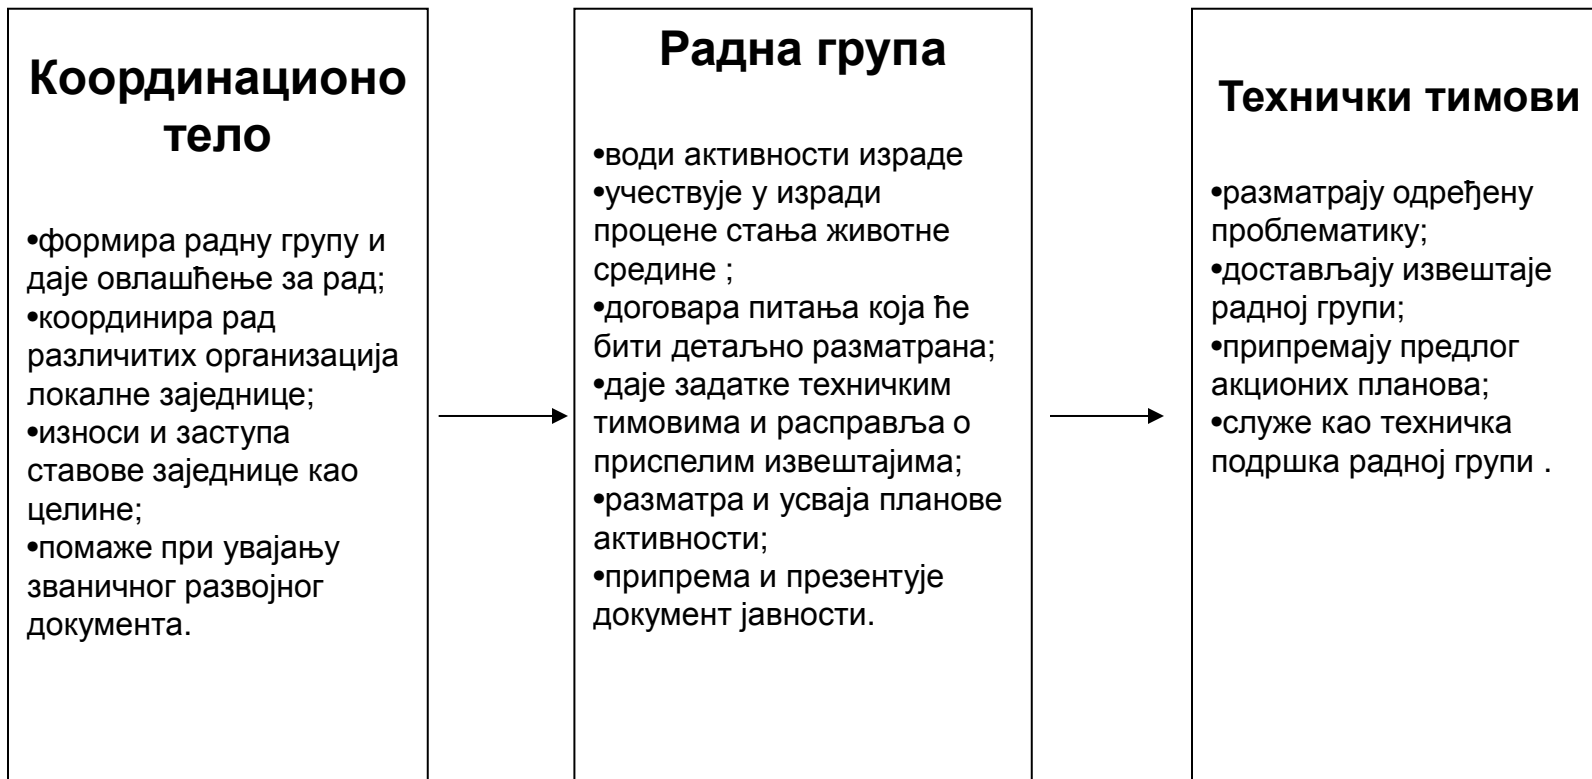 Координационо
тело
•формира радну групу и
даје овлашћење за рад;
•координира рад
различитих организација
локалне заједнице;
•износи и заступа
ставове заједнице као
целине;
•помаже при увајању
званичног развојног
документа.
Радна група
•води активности израде
•учествује у изради
процене стања животне
средине ;
•договара питања која ће
бити детаљно разматрана;
•даје задатке техничким
тимовима и расправља о
приспелим извештајима;
•разматра и усваја планове
активности;
•припрема и презентује
документ јавности.
Технички тимови
•разматрају одређену
проблематику;
•достављају извештаје
радној групи;
•припремају предлог
акционих планова;
•служе као техничка
подршка радној групи .